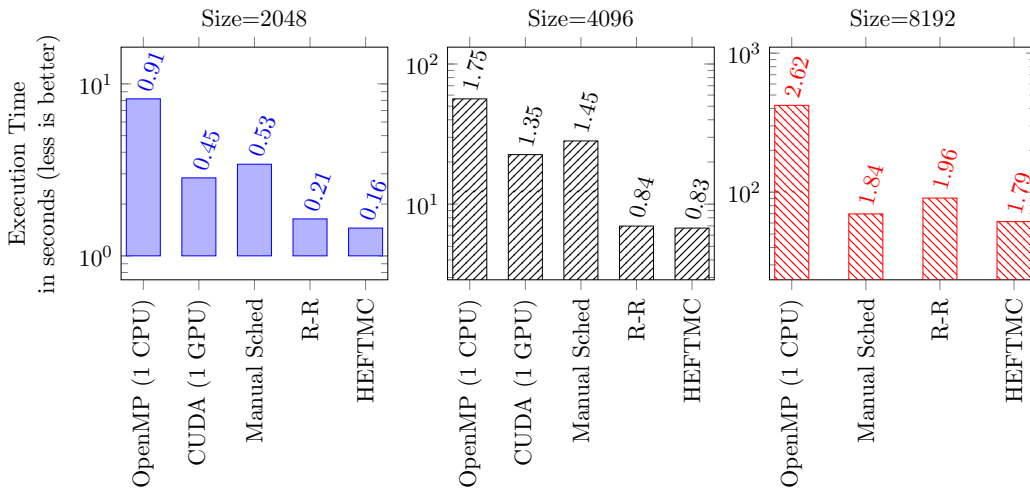 Size=2048
Size=4096
Size=8192
Execution Time
in seconds (less is better)
10^1
10^0
0.91
0.45
0.53
0.21
0.16
OpenMP (1 CPU)
CUDA (1 GPU)
Manual Sched
R-R
HEFTMC
10^2
10^1
1.75
1.35
1.45
0.84
0.83
OpenMP (1 CPU)
CUDA (1 GPU)
Manual Sched
R-R
HEFTMC
10^3
10^2
2.62
1.84
1.96
1.79
OpenMP (1 CPU)
Manual Sched
R-R
HEFTMC